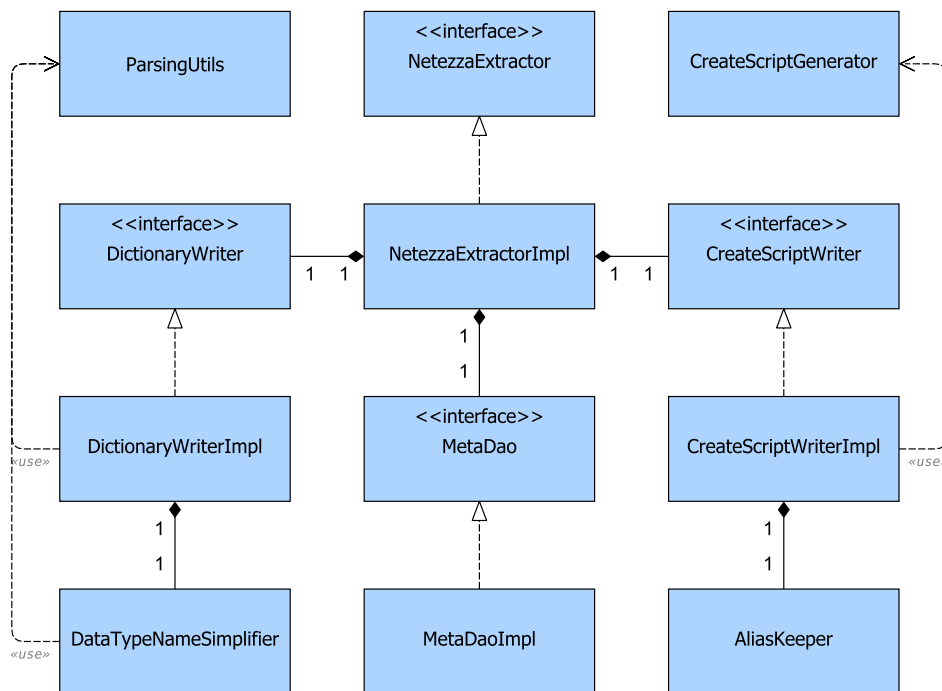 ParsingUtils
<<interface>>
NetezzaExtractor
CreateScriptGenerator
<<interface>>
DictionaryWriter
NetezzaExtractorImpl
<<interface>>
CreateScriptWriter
1 1
1 1
1
1
DictionaryWriterImpl
<<interface>>
MetaDao
CreateScriptWriterImpl
«use»
«use
1
1
1
1
DataTypeNameSimplifier
MetaDaoImpl
AliasKeeper
«use»